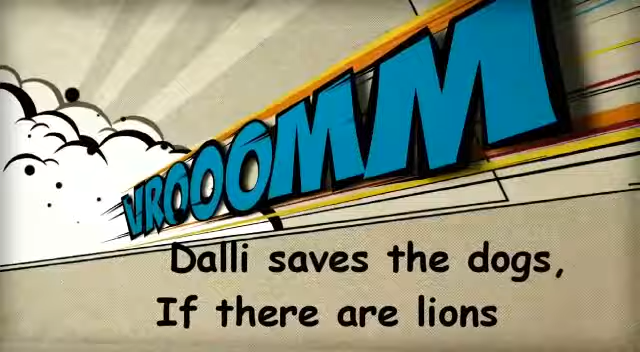 VROOOMM
Dalli saves the dogs,
If there are lions